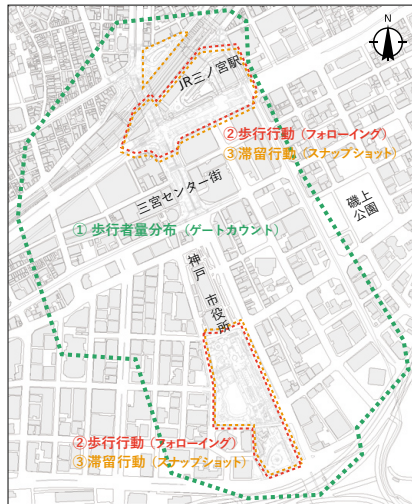 N
JR三ノ宮駅
②歩行行動（フォローイング）
③滞留行動（スナップショット）
三宮センター街
磯上
公園
①歩行者量分布（ゲートカウント）
神戸市役所
②歩行行動（フォローイング）
③滞留行動（スナップショット）